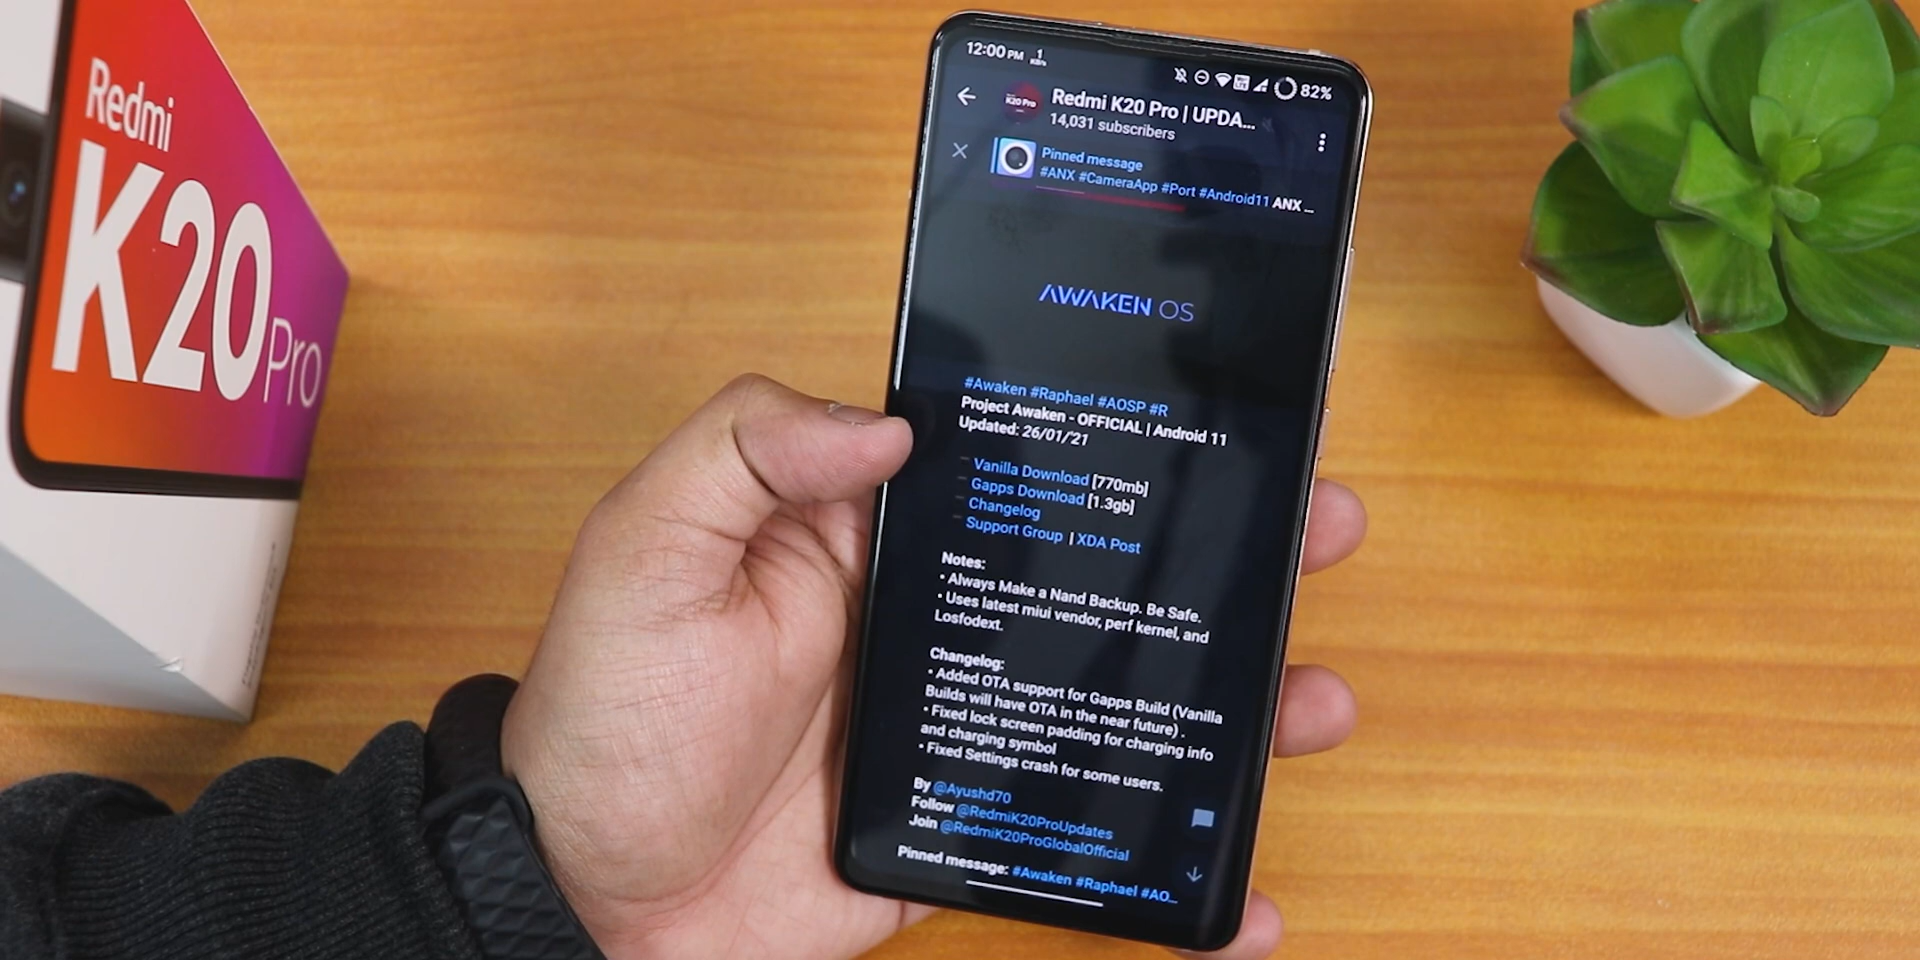 Redmi
K20 Pro
12:00 PM 1 KB/s 82%
K20 Pro
Redmi K20 Pro | UPDA...
14,031 subscribers
Pinned message
#ANX #CameraApp #Port #Android11 ANX ...
AWAKEN OS
#Awaken #Raphael #AOSP #R
Project Awaken - OFFICIAL | Android 11
Updated: 26/01/'21
Vanilla Download [770mb]
Gapps Download [1.3gb]
Changelog
Support Group | XDA Post
Notes:
• Always Make a Nand Backup. Be Safe.
• Uses latest miui vendor, perf kernel, and
Losfodext.
Changelog:
• Added OTA support for Gapps Build (Vanilla
Builds will have OTA in the near future) .
• Fixed lock screen padding for charging info
and charging symbol
• Fixed Settings crash for some users.
By @Ayushd70
Follow @RedmiK20ProUpdates
Join @RedmiK20ProGlobalOfficial
Pinned message: #Awaken #Raphael #AO...